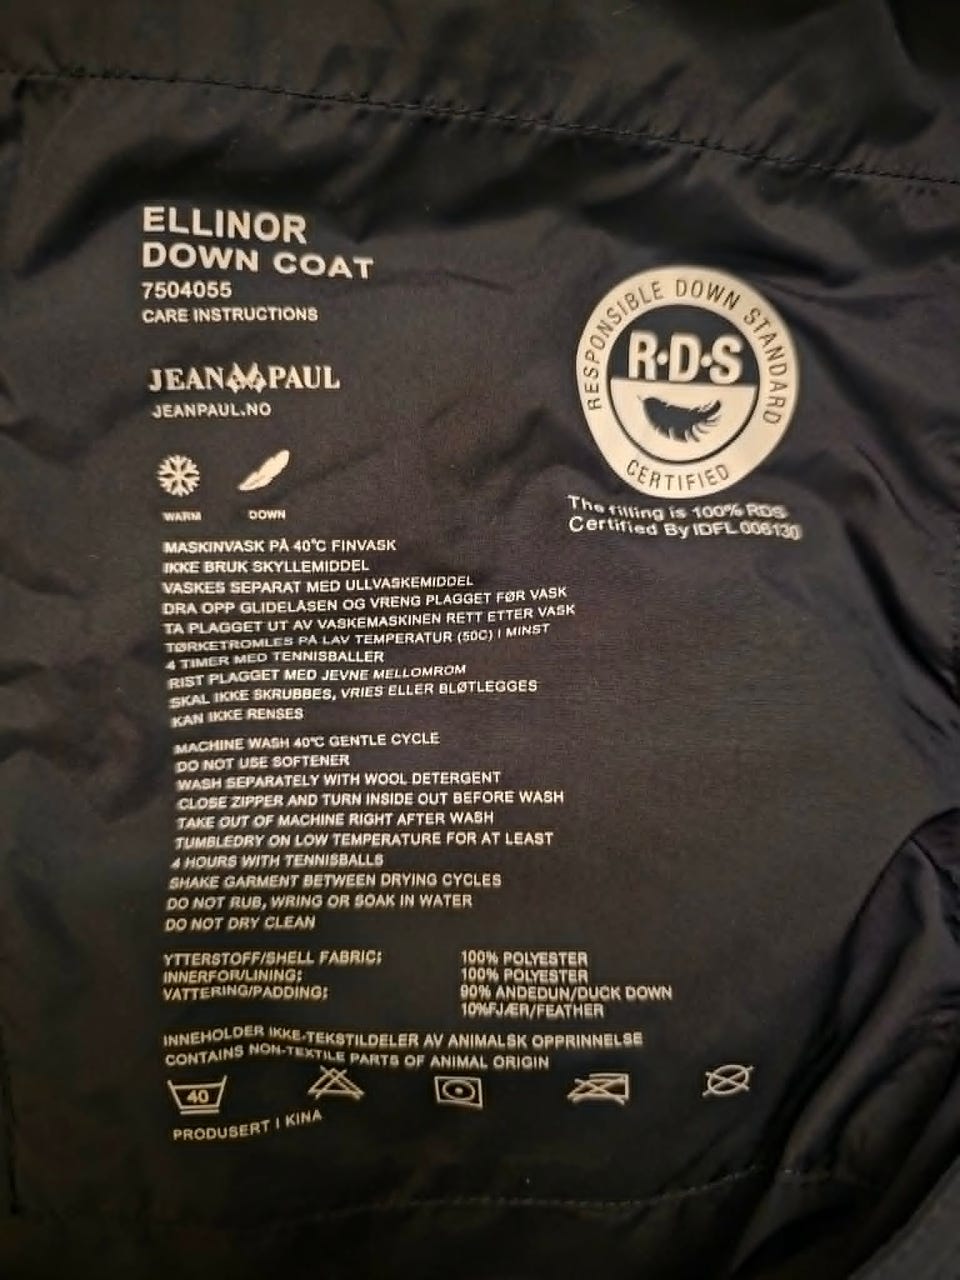 ELLINOR
DOWN COAT
7504055
CARE INSTRUCTIONS
JEAN PAUL
JEANPAUL.NO
WARM
DOWN
RESPONSIBLE DOWN STANDARD
R·D·S
CERTIFIED
The filling is 100% RDS
Certified By IDFL 006130
MASKINVASK PÅ 40°C FINVASK
IKKE BRUK SKYLLEMIDDEL
VASKES SEPARAT MED ULLVASKEMIDDEL
DRA OPP GLIDELÅSEN OG VRENG PLAGGET FØR VASK
TA PLAGGET UT AV VASKEMASKINEN RETT ETTER VASK
TØRKETROMLES PÅ LAV TEMPERATUR (50C) I MINST
4 TIMER MED TENNISBALLER
RIST PLAGGET MED JEVNE MELLOMROM
SKAL IKKE SKRUBBES, VRIES ELLER BLØTLEGGES
KAN IKKE RENSES
MACHINE WASH 40°C GENTLE CYCLE
DO NOT USE SOFTENER
WASH SEPARATELY WITH WOOL DETERGENT
CLOSE ZIPPER AND TURN INSIDE OUT BEFORE WASH
TAKE OUT OF MACHINE RIGHT AFTER WASH
TUMBLEDRY ON LOW TEMPERATURE FOR AT LEAST
4 HOURS WITH TENNISBALLS
SHAKE GARMENT BETWEEN DRYING CYCLES
DO NOT RUB, WRING OR SOAK IN WATER
DO NOT DRY CLEAN
YTTERSTOFF/SHELL FABRIC: 100% POLYESTER
INNERFOR/LINING: 100% POLYESTER
VATTERING/PADDING: 90% ANDEDUN/DUCK DOWN
10%FJÆR/FEATHER
INNEHOLDER IKKE-TEKSTILDELER AV ANIMALSK OPPRINNELSE
CONTAINS NON-TEXTILE PARTS OF ANIMAL ORIGIN
40
PRODUSERT I KINA